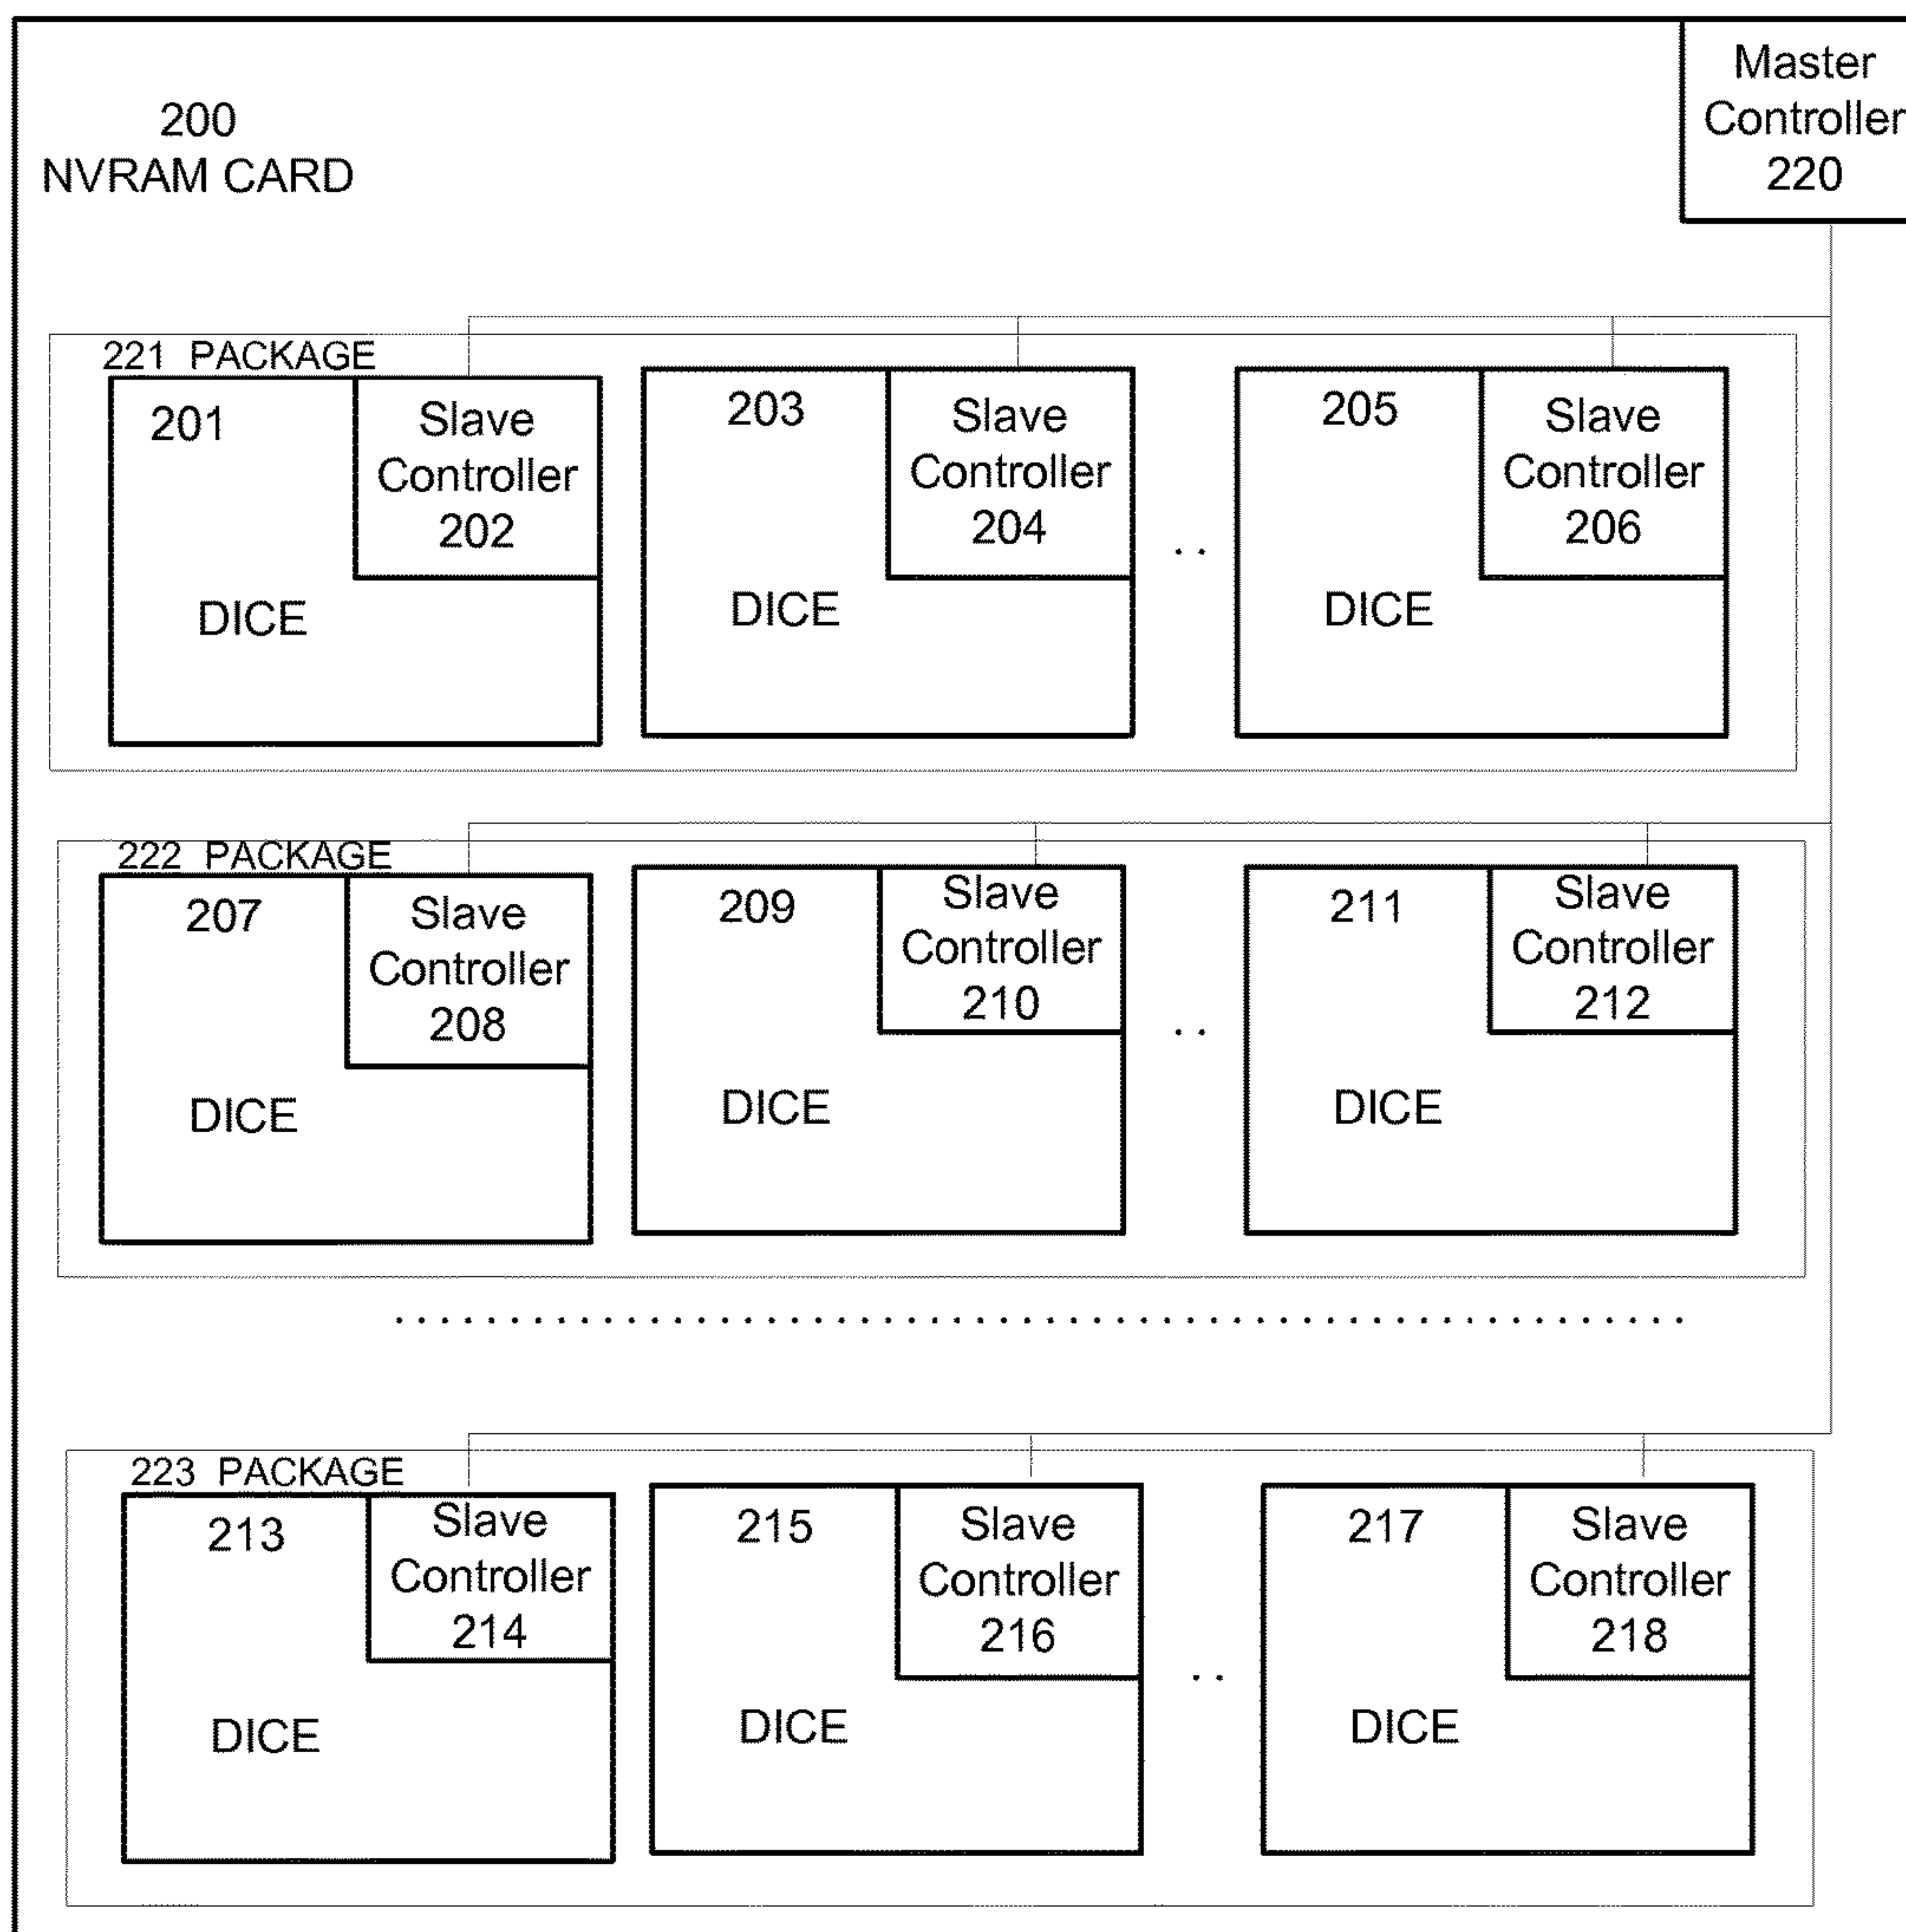 200
NVRAM CARD
Master
Controller
220
221 PACKAGE
201
Slave
Controller
202
DICE
203
Slave
Controller
204
DICE
205
Slave
Controller
206
DICE
. .
222 PACKAGE
207
Slave
Controller
208
DICE
209
Slave
Controller
210
DICE
211
Slave
Controller
212
DICE
. .
223 PACKAGE
213
Slave
Controller
214
DICE
215
Slave
Controller
216
DICE
217
Slave
Controller
218
DICE
. .